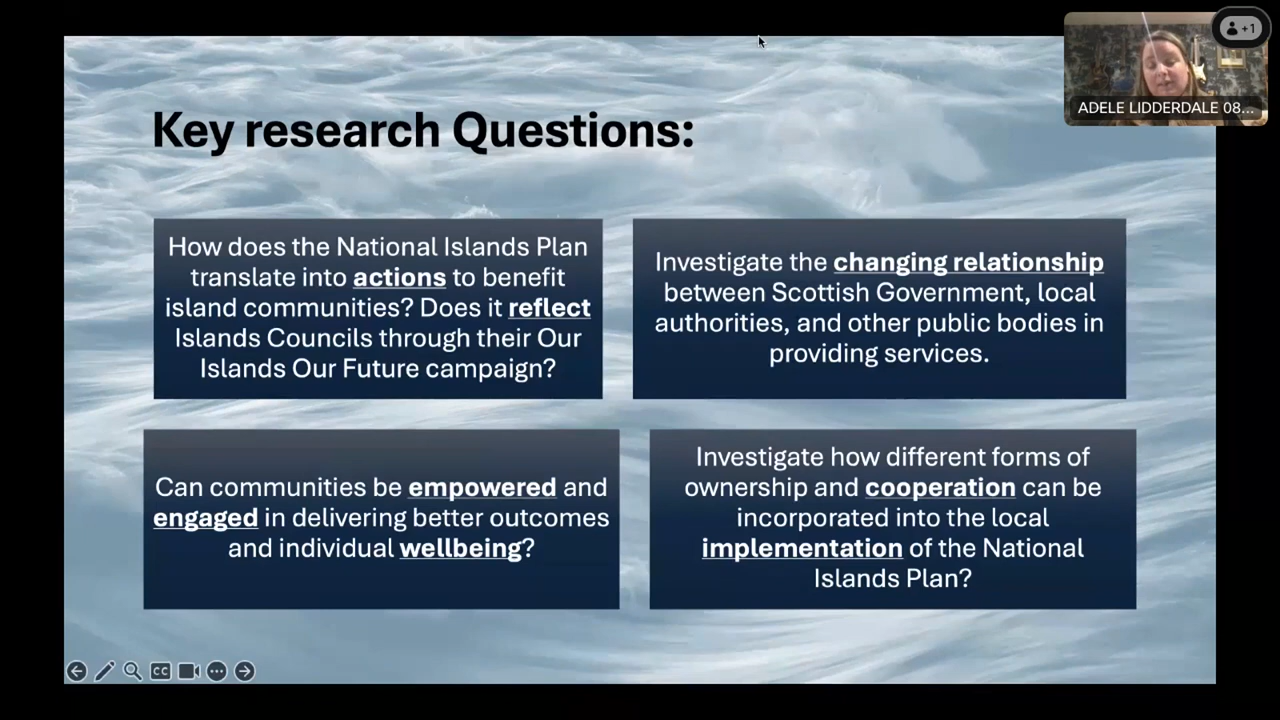 Key research Questions:
How does the National Islands Plan
translate into actions to benefit
island communities? Does it reflect
Islands Councils through their Our
Islands Our Future campaign?
Investigate the changing relationship
between Scottish Government, local
authorities, and other public bodies in
providing services.
Can communities be empowered and
engaged in delivering better outcomes
and individual wellbeing?
Investigate how different forms of
ownership and cooperation can be
incorporated into the local
implementation of the National
Islands Plan?
+1
ADELE LIDDERDALE 08...
CC